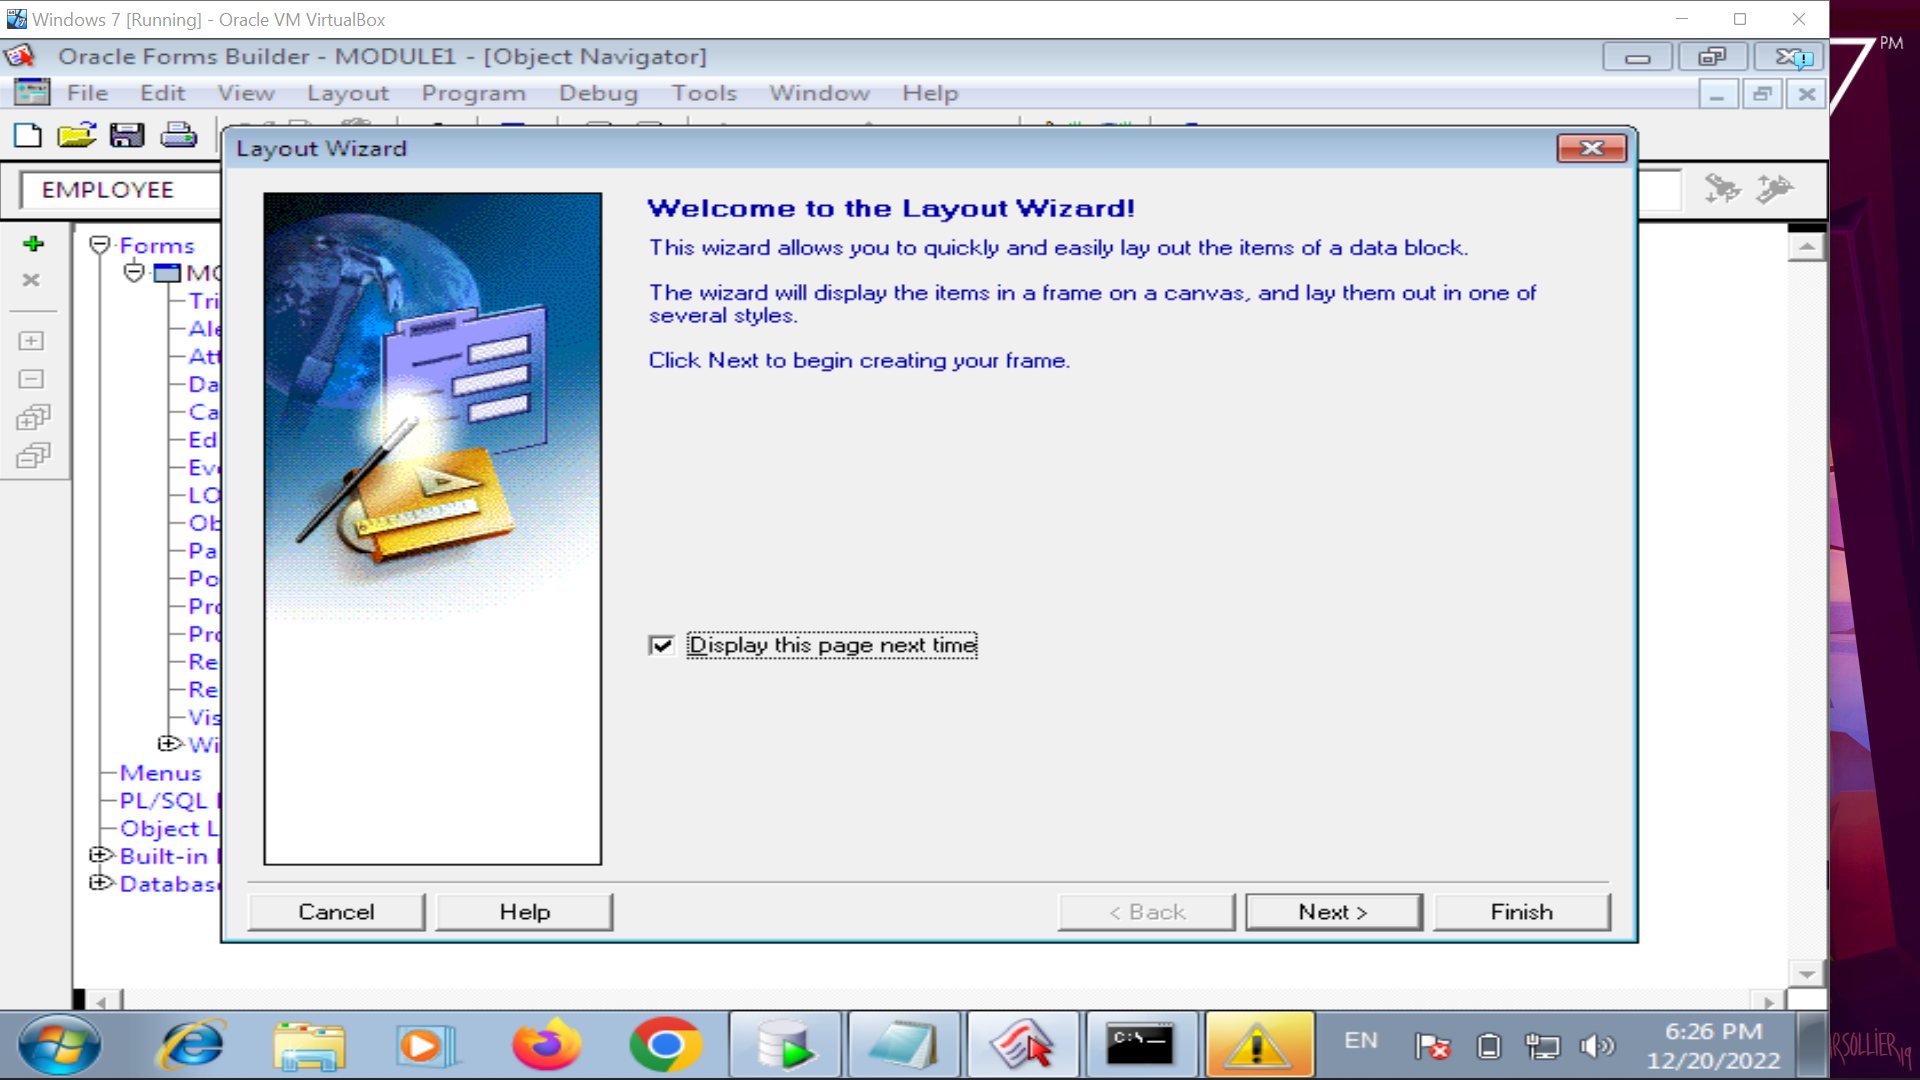 Windows 7 [Running] - Oracle VM VirtualBox
PM
Oracle Forms Builder - MODULE1 - [Object Navigator]
File Edit View Layout Program Debug Tools Window Help
Layout Wizard
EMPLOYEE
Welcome to the Layout Wizard!
This wizard allows you to quickly and easily lay out the items of a data block.
The wizard will display the items in a frame on a canvas, and lay them out in one of
several styles.
Click Next to begin creating your frame.
Display this page next time
Forms
MO
Tri
Ale
Att
Da
Ca
Ed
Eve
LO
Ob
Pa
Po
Pro
Pro
Re
Re
Vis
Wi
Menus
PL/SQL
Object L
Built-in
Databas
Cancel Help < Back Next > Finish
C:\_
EN
6:26 PM
12/20/2022